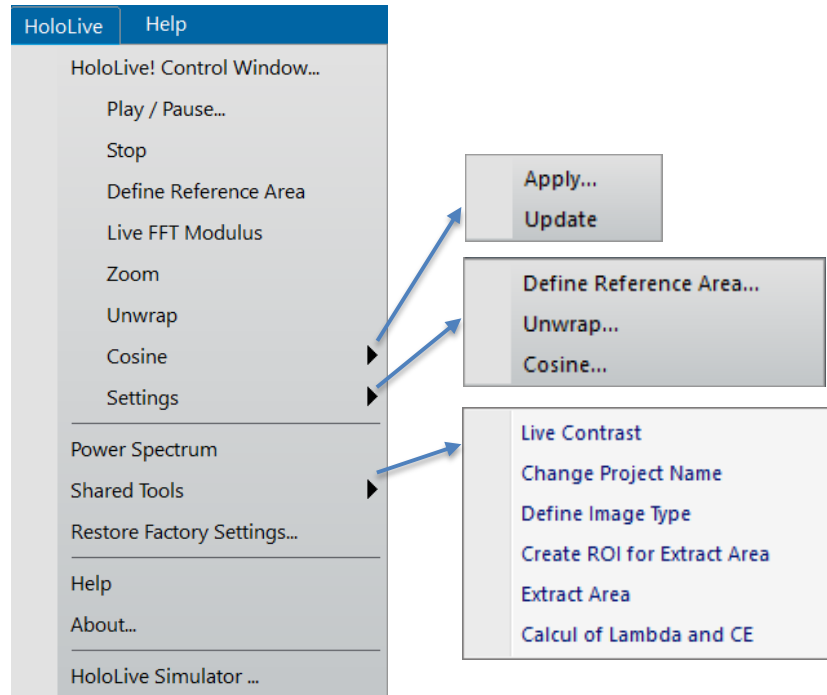 HoloLive Help
HoloLive! Control Window...
Play / Pause...
Stop
Define Reference Area
Live FFT Modulus
Zoom
Unwrap
Cosine
Settings
Power Spectrum
Shared Tools
Restore Factory Settings...
Help
About...
HoloLive Simulator ...
Apply...
Update
Define Reference Area...
Unwrap...
Cosine...
Live Contrast
Change Project Name
Define Image Type
Create ROI for Extract Area
Extract Area
Calcul of Lambda and CE